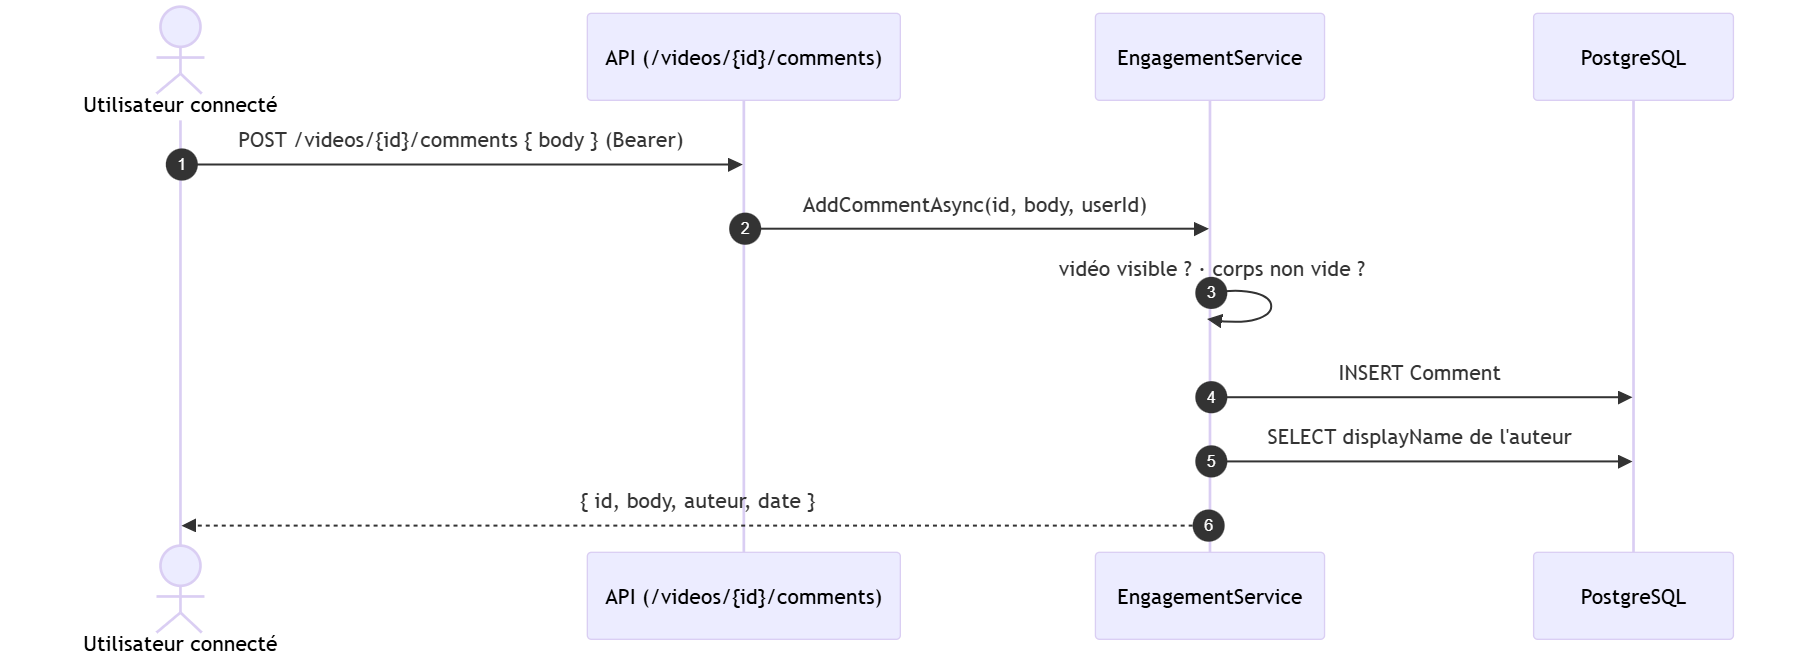 Utilisateur connecté
API (/videos/{id}/comments)
EngagementService
PostgreSQL
POST /videos/{id}/comments { body } (Bearer)
1
AddCommentAsync(id, body, userId)
2
vidéo visible ? · corps non vide ?
3
INSERT Comment
4
SELECT displayName de l'auteur
5
{ id, body, auteur, date }
6
Utilisateur connecté
API (/videos/{id}/comments)
EngagementService
PostgreSQL